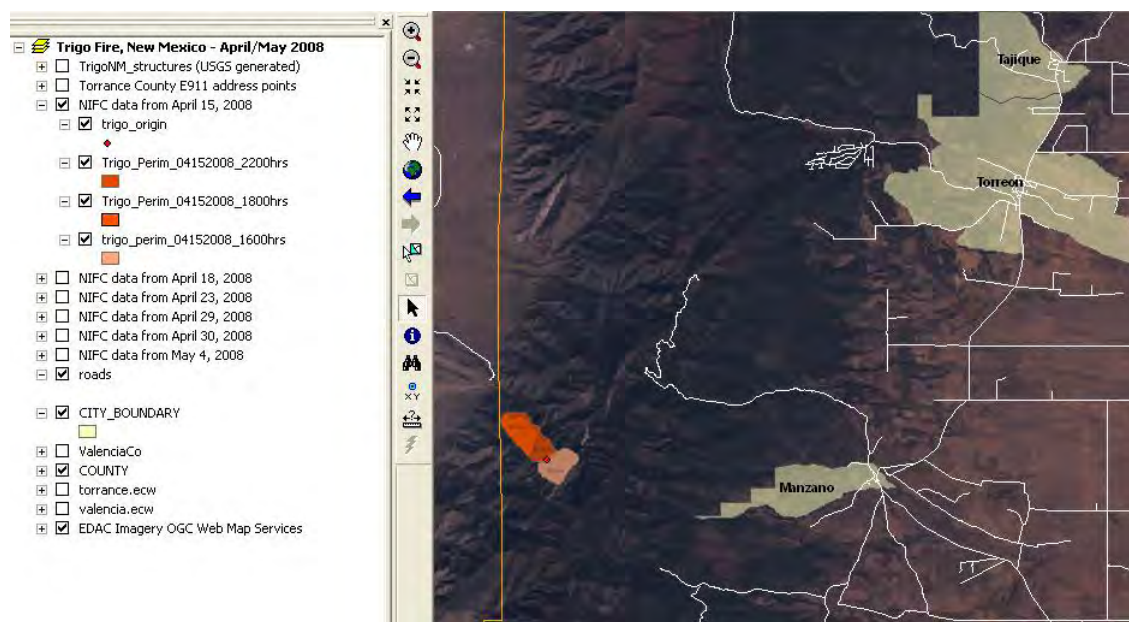 Trigo Fire, New Mexico - April/May 2008
TrigoNM_structures (USGS generated)
Torrance County E911 address points
NIFC data from April 15, 2008
trigo_origin
Trigo_Perim_04152008_2200hrs
Trigo_Perim_04152008_1800hrs
trigo_perim_04152008_1600hrs
NIFC data from April 18, 2008
NIFC data from April 23, 2008
NIFC data from April 29, 2008
NIFC data from April 30, 2008
NIFC data from May 4, 2008
roads
CITY_BOUNDARY
ValenciaCo
COUNTY
torrance.ecw
valencia.ecw
EDAC Imagery OGC Web Map Services
XY
Tajique
Torreon
Manzano